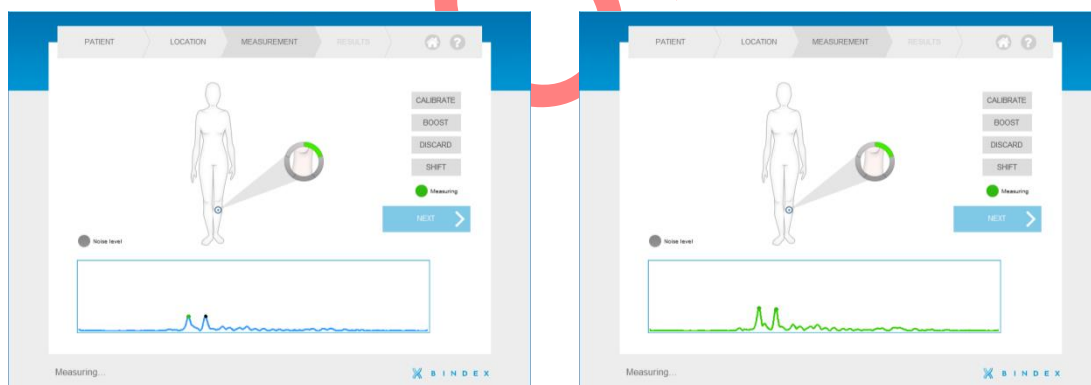 PATIENT LOCATION MEASUREMENT RESULTS ?
CALIBRATE
BOOST
DISCARD
SHIFT
Measuring
NEXT
Noise level
Measuring...
BINDEX
PATIENT LOCATION MEASUREMENT RESULTS ?
CALIBRATE
BOOST
DISCARD
SHIFT
Measuring
NEXT
Noise level
Measuring...
BINDEX